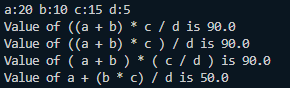 a:20 b:10 c:15 d:5
Value of ((a + b) * c / d is 90.0
Value of ((a + b) * c ) / d is 90.0
Value of ( a + b ) * ( c / d ) is 90.0
Value of a + (b * c) / d is 50.0